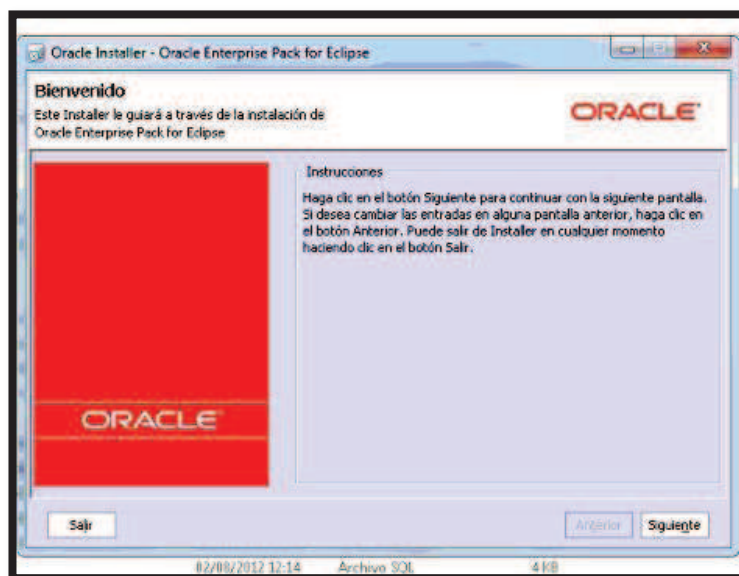 Oracle Installer - Oracle Enterprise Pack for Eclipse
Bienvenido
Este Installer le guiará a través de la instalación de
Oracle Enterprise Pack for Eclipse
ORACLE
Instrucciones
Haga clic en el botón Siguiente para continuar con la siguiente pantalla.
Si desea cambiar las entradas en alguna pantalla anterior, haga clic en
el botón Anterior. Puede salir de Installer en cualquier momento
haciendo clic en el botón Salir.
ORACLE
Salir
Anterior
Siguiente
02/08/2012 12:14 Archivo SQL 4 KB